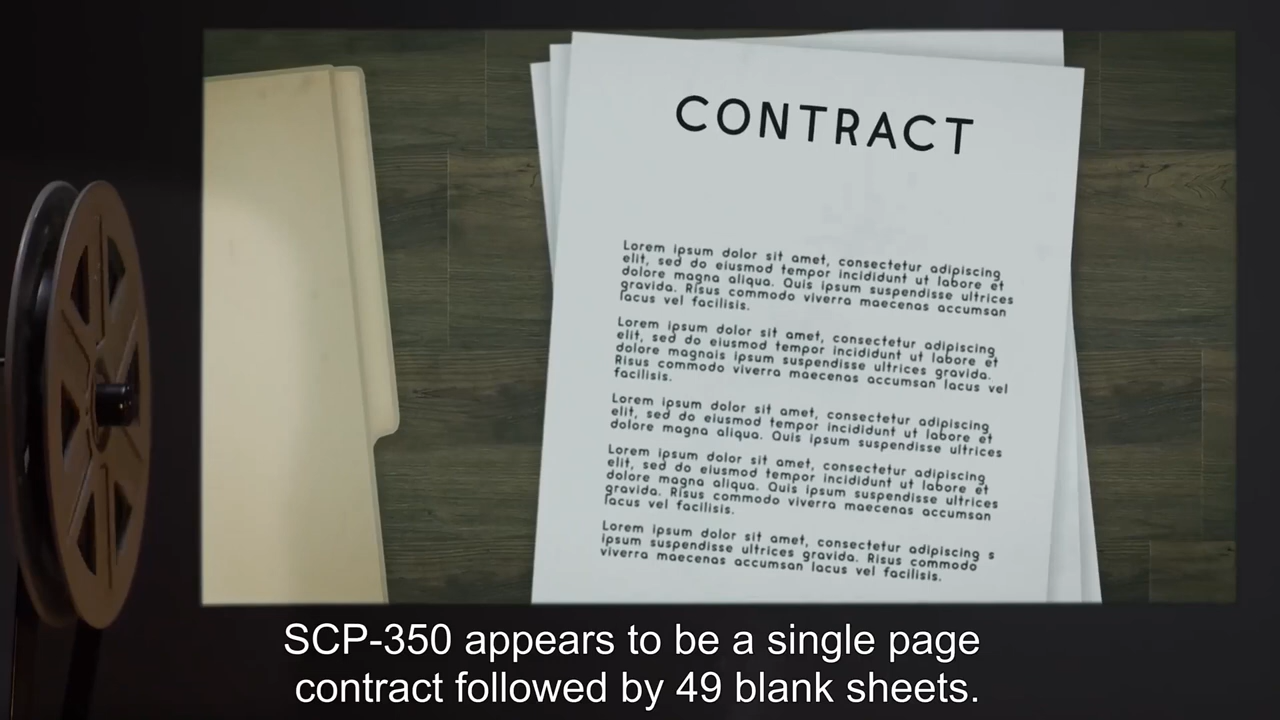 CONTRACT
Lorem ipsum dolor sit amet, consectetur adipiscing
elit, sed do eiusmod tempor incididunt ut labore et
dolore magna aliqua. Quis ipsum suspendisse ultrices
gravida. Risus commodo viverra maecenas accumsan
lacus vel facilisis.
Lorem ipsum dolor sit amet, consectetur adipiscing
elit, sed do eiusmod tempor incididunt ut labore et
dolore magnais ipsum suspendisse ultrices gravida.
Risus commodo viverra maecenas accumsan lacus vel
facilisis.
Lorem ipsum dolor sit amet, consectetur adipiscing
elit, sed do eiusmod tempor incididunt ut labore et
dolore magna aliqua. Quis ipsum suspendisse ultrices
Lorem ipsum dolor sit amet, consectetur adipiscing
elit, sed do eiusmod tempor incididunt ut labore et
dolore magna aliqua. Quis ipsum suspendisse ultrices
gravida. Risus commodo viverra maecenas accumsan
lacus vel facilisis.
Lorem ipsum dolor sit amet, consectetur adipiscing s
ipsum suspendisse ultrices gravida. Risus commodo
viverra maecenas accumsan lacus vel facilisis.
SCP-350 appears to be a single page
contract followed by 49 blank sheets.